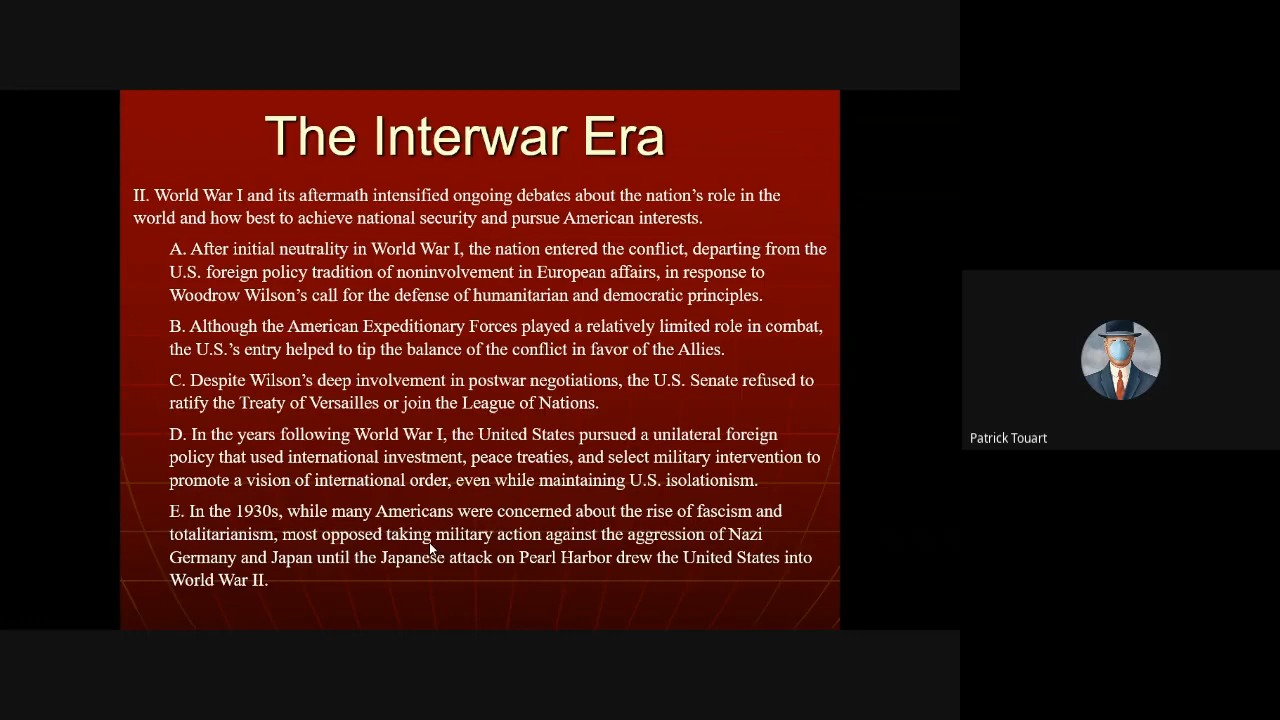 The Interwar Era
II. World War I and its aftermath intensified ongoing debates about the nation's role in the
world and how best to achieve national security and pursue American interests.
A. After initial neutrality in World War I, the nation entered the conflict, departing from the
U.S. foreign policy tradition of noninvolvement in European affairs, in response to
Woodrow Wilson's call for the defense of humanitarian and democratic principles.
B. Although the American Expeditionary Forces played a relatively limited role in combat,
the U.S.'s entry helped to tip the balance of the conflict in favor of the Allies.
C. Despite Wilson's deep involvement in postwar negotiations, the U.S. Senate refused to
ratify the Treaty of Versailles or join the League of Nations.
D. In the years following World War I, the United States pursued a unilateral foreign
policy that used international investment, peace treaties, and select military intervention to
promote a vision of international order, even while maintaining U.S. isolationism.
E. In the 1930s, while many Americans were concerned about the rise of fascism and
totalitarianism, most opposed taking military action against the aggression of Nazi
Germany and Japan until the Japanese attack on Pearl Harbor drew the United States into
World War II.
Patrick Touart